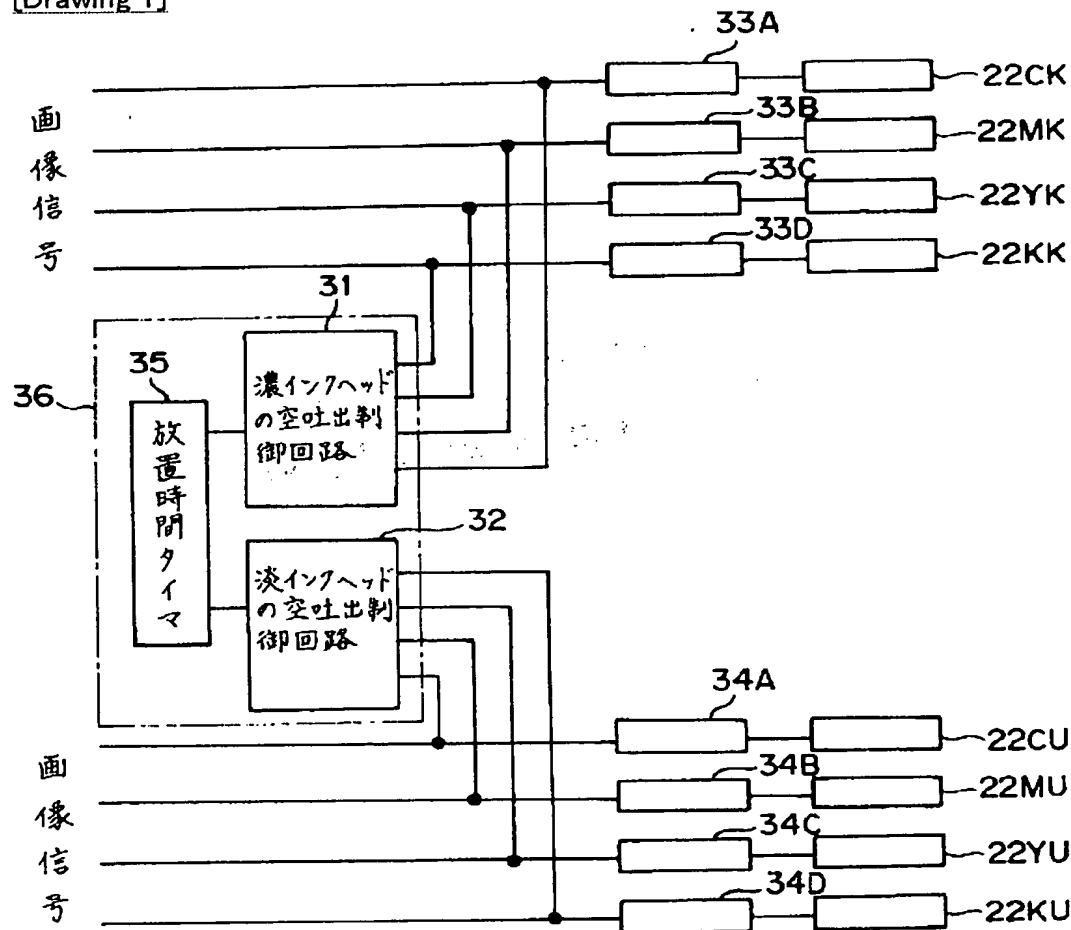 [Drawing 1]
33A
22CK
33B
22MK
33C
22YK
33D
22KK
画像信号
31
濃インクヘッド
の空吐出制
御回路
35
36
放置時間タイマ
32
淡インクヘッド
の空吐出制
御回路
34A
22CU
34B
22MU
34C
22YU
34D
22KU
画像信号